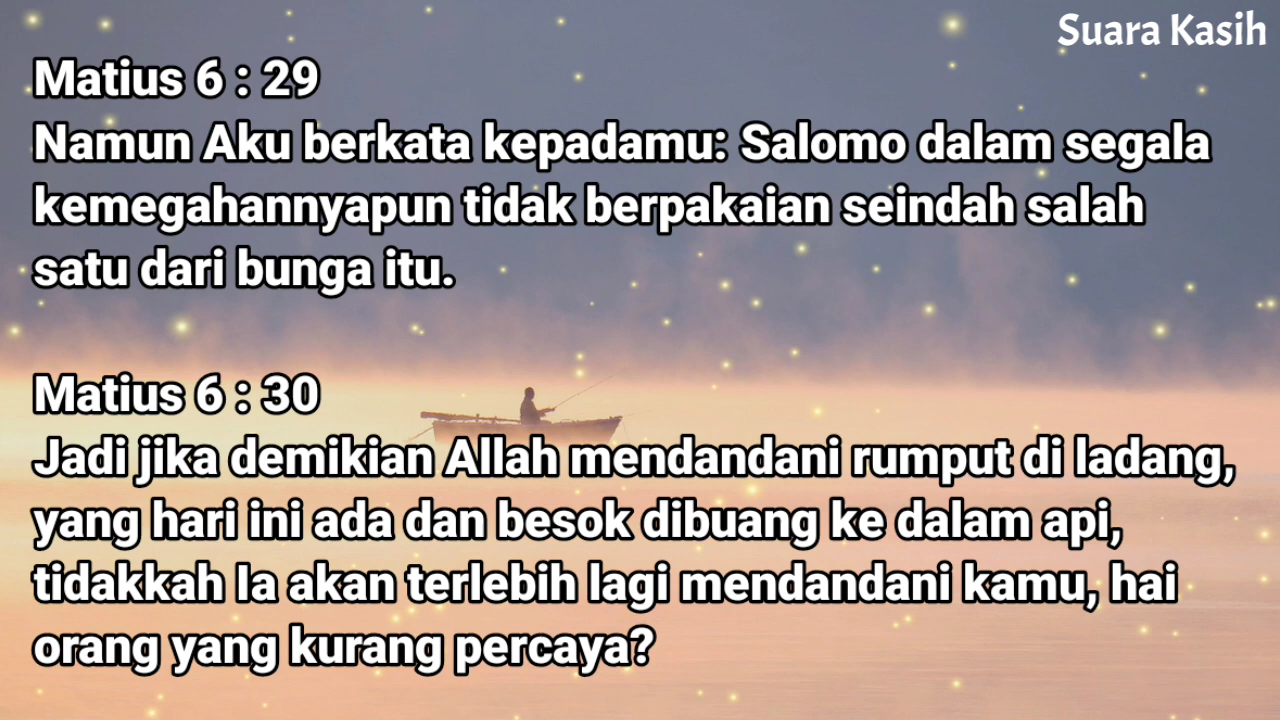 Suara Kasih
Matius 6 : 29
Namun Aku berkata kepadamu: Salomo dalam segala
kemegahannyapun tidak berpakaian seindah salah
satu dari bunga itu.
Matius 6 : 30
Jadi jika demikian Allah mendandani rumput di ladang,
yang hari ini ada dan besok dibuang ke dalam api,
tidakkah Ia akan terlebih lagi mendandani kamu, hai
orang yang kurang percaya?